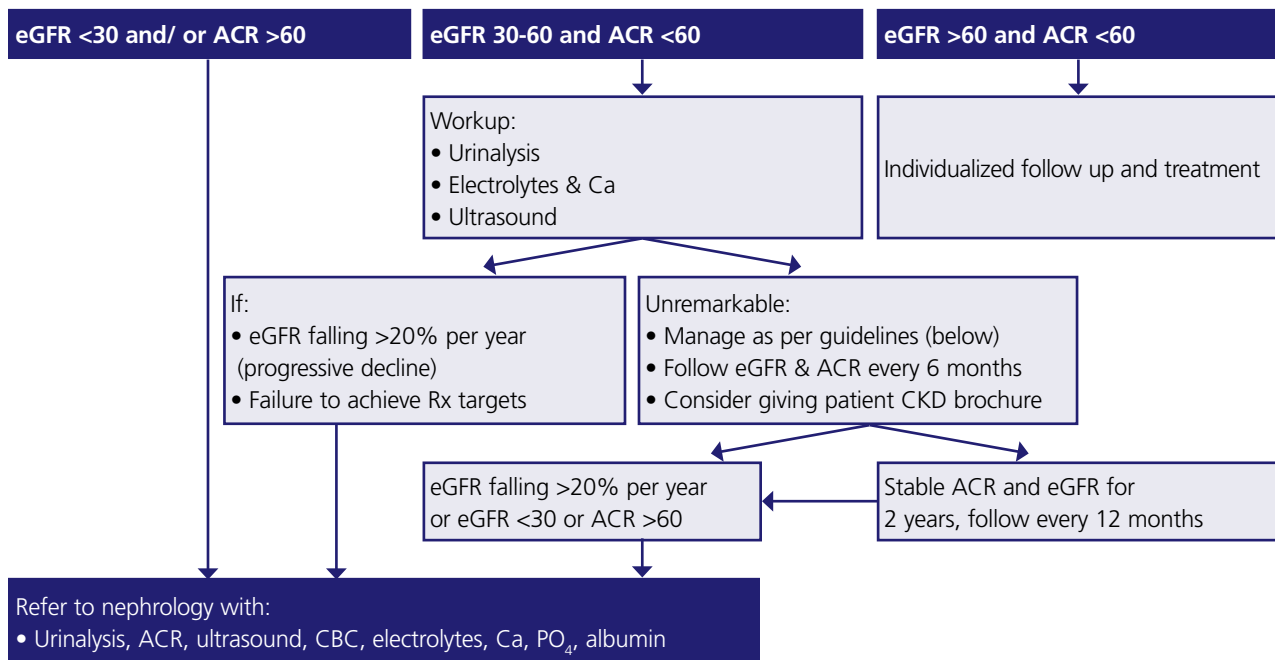 eGFR <30 and/ or ACR >60
eGFR 30-60 and ACR <60
eGFR >60 and ACR <60
Workup:
• Urinalysis
• Electrolytes & Ca
• Ultrasound
Individualized follow up and treatment
If:
• eGFR falling >20% per year
(progressive decline)
• Failure to achieve Rx targets
Unremarkable:
• Manage as per guidelines (below)
• Follow eGFR & ACR every 6 months
• Consider giving patient CKD brochure
eGFR falling >20% per year
or eGFR <30 or ACR >60
Stable ACR and eGFR for
2 years, follow every 12 months
Refer to nephrology with:
• Urinalysis, ACR, ultrasound, CBC, electrolytes, Ca, PO₄, albumin